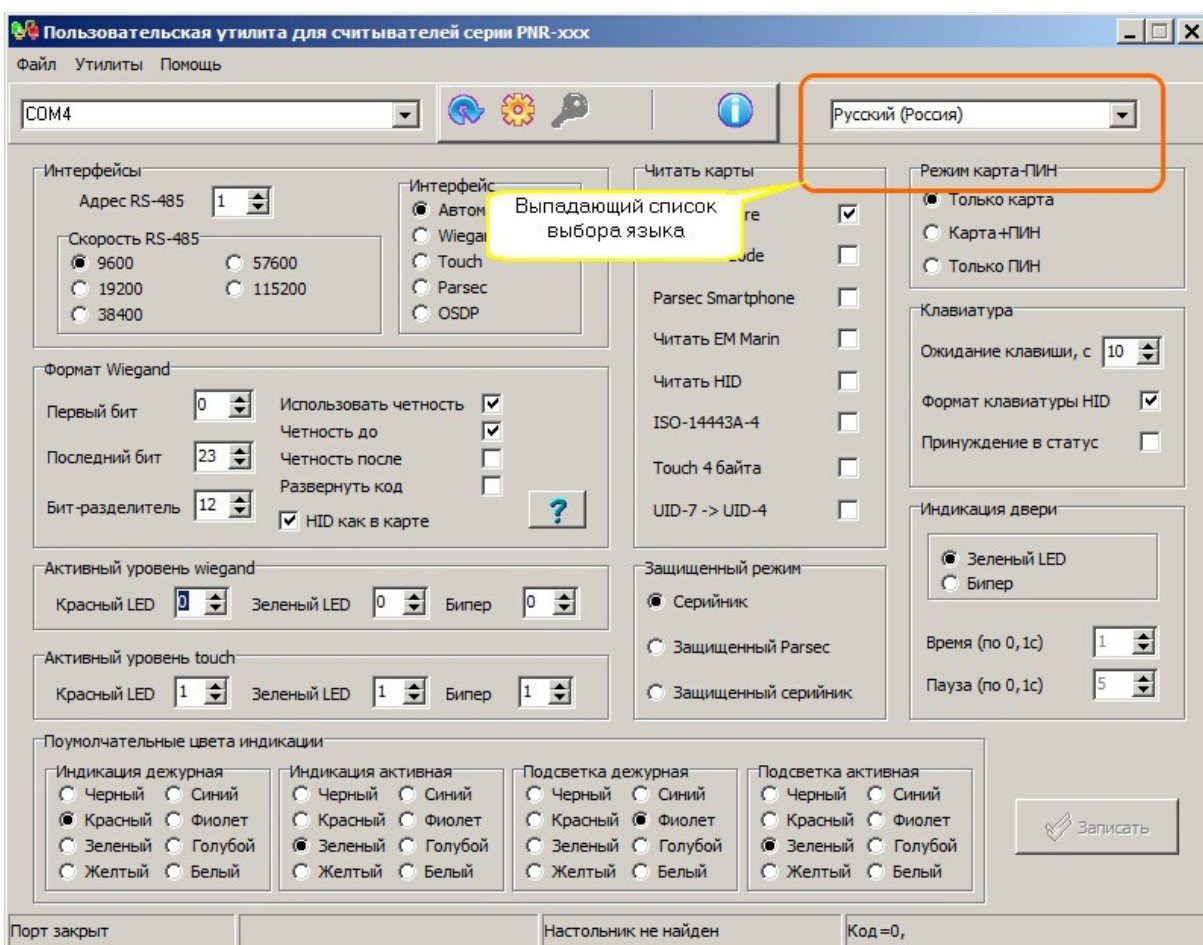 Пользовательская утилита для считывателей серии PNR-xxx
Файл Утилиты Помощь
COM4
Русский (Россия)
Выпадающий список
выбора языка
Интерфейсы
Адрес RS-485 1
Скорость RS-485
9600 57600
19200 115200
38400
Интерфейс
Touch
Parsec
OSDP
Формат Wiegand
Первый бит 0
Последний бит 23
Бит-разделитель 12
Использовать четность
Четность до
Четность после
Развернуть код
HID как в карте
?
Активный уровень wiegand
Красный LED 0 Зеленый LED 0 Бипер 0
Активный уровень touch
Красный LED 1 Зеленый LED 1 Бипер 1
Читать карты
Parsec Smartphone
Читать EM Marin
Читать HID
ISO-14443A-4
Touch 4 байта
UID-7 -> UID-4
Защищенный режим
Серийник
Защищенный Parsec
Защищенный серийник
Режим карта-ПИН
Только карта
Карта+ПИН
Только ПИН
Клавиатура
Ожидание клавиши, с 10
Формат клавиатуры HID
Принуждение в статус
Индикация двери
Зеленый LED
Бипер
Время (по 0,1с) 1
Пауза (по 0,1с) 5
Поумолчательные цвета индикации
Индикация дежурная
Черный Синий
Красный Фиолет
Зеленый Голубой
Желтый Белый
Индикация активная
Черный Синий
Красный Фиолет
Зеленый Голубой
Желтый Белый
Подсветка дежурная
Черный Синий
Красный Фиолет
Зеленый Голубой
Желтый Белый
Подсветка активная
Черный Синий
Красный Фиолет
Зеленый Голубой
Желтый Белый
Записать
Порт закрыт
Настольник не найден
Код=0,